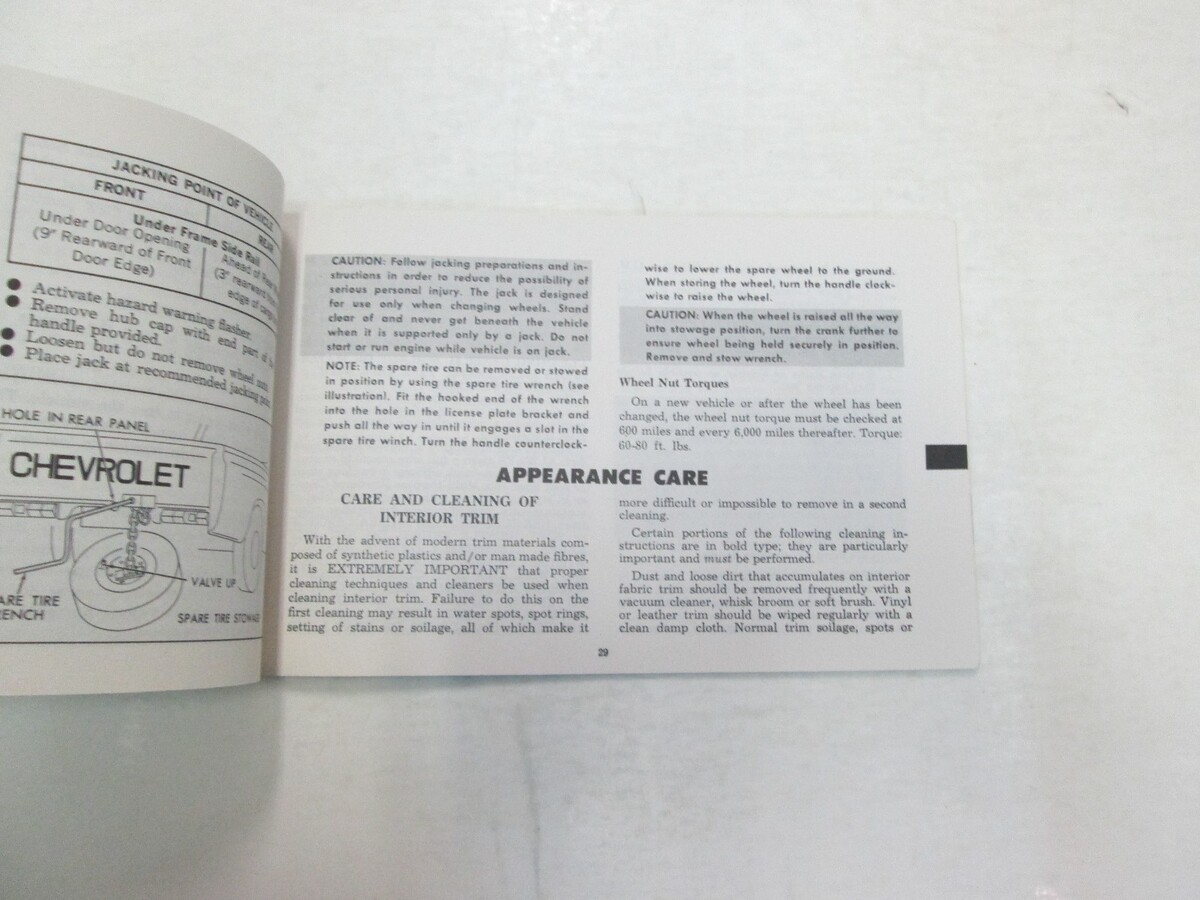 JACKING POINT OF VEHICLE
FRONT
REAR
Under Frame Side Rail
Under Door Opening
(9" Rearward of Front
Door Edge)
Ahead of
(3" rearward
edge of
● Activate hazard warning flasher.
● Remove hub cap with end part of
handle provided.
● Loosen but do not remove wheel nuts.
● Place jack at recommended jacking point.
HOLE IN REAR PANEL
CHEVROLET
VALVE UP
ARE TIRE
RENCH
SPARE TIRE STOWAGE
CAUTION: Follow jacking preparations and in-
structions in order to reduce the possibility of
serious personal injury. The jack is designed
for use only when changing wheels. Stand
clear of and never get beneath the vehicle
when it is supported only by a jack. Do not
start or run engine while vehicle is on jack.
NOTE: The spare tire can be removed or stowed
in position by using the spare tire wrench (see
illustration). Fit the hooked end of the wrench
into the hole in the license plate bracket and
push all the way in until it engages a slot in the
spare tire winch. Turn the handle counterclock-
wise to lower the spare wheel to the ground.
When storing the wheel, turn the handle clock-
wise to raise the wheel.
CAUTION: When the wheel is raised all the way
into stowage position, turn the crank further to
ensure wheel being held securely in position.
Remove and stow wrench.
Wheel Nut Torques
On a new vehicle or after the wheel has been
changed, the wheel nut torque must be checked at
600 miles and every 6,000 miles thereafter. Torque:
60-80 ft. lbs.
APPEARANCE CARE
CARE AND CLEANING OF
INTERIOR TRIM
With the advent of modern trim materials com-
posed of synthetic plastics and/or man made fibres,
it is EXTREMELY IMPORTANT that proper
cleaning techniques and cleaners be used when
cleaning interior trim. Failure to do this on the
first cleaning may result in water spots, spot rings,
setting of stains or soilage, all of which make it
more difficult or impossible to remove in a second
cleaning.
Certain portions of the following cleaning in-
structions are in bold type; they are particularly
important and must be performed.
Dust and loose dirt that accumulates on interior
fabric trim should be removed frequently with a
vacuum cleaner, whisk broom or soft brush. Vinyl
or leather trim should be wiped regularly with a
clean damp cloth. Normal trim soilage, spots or
29